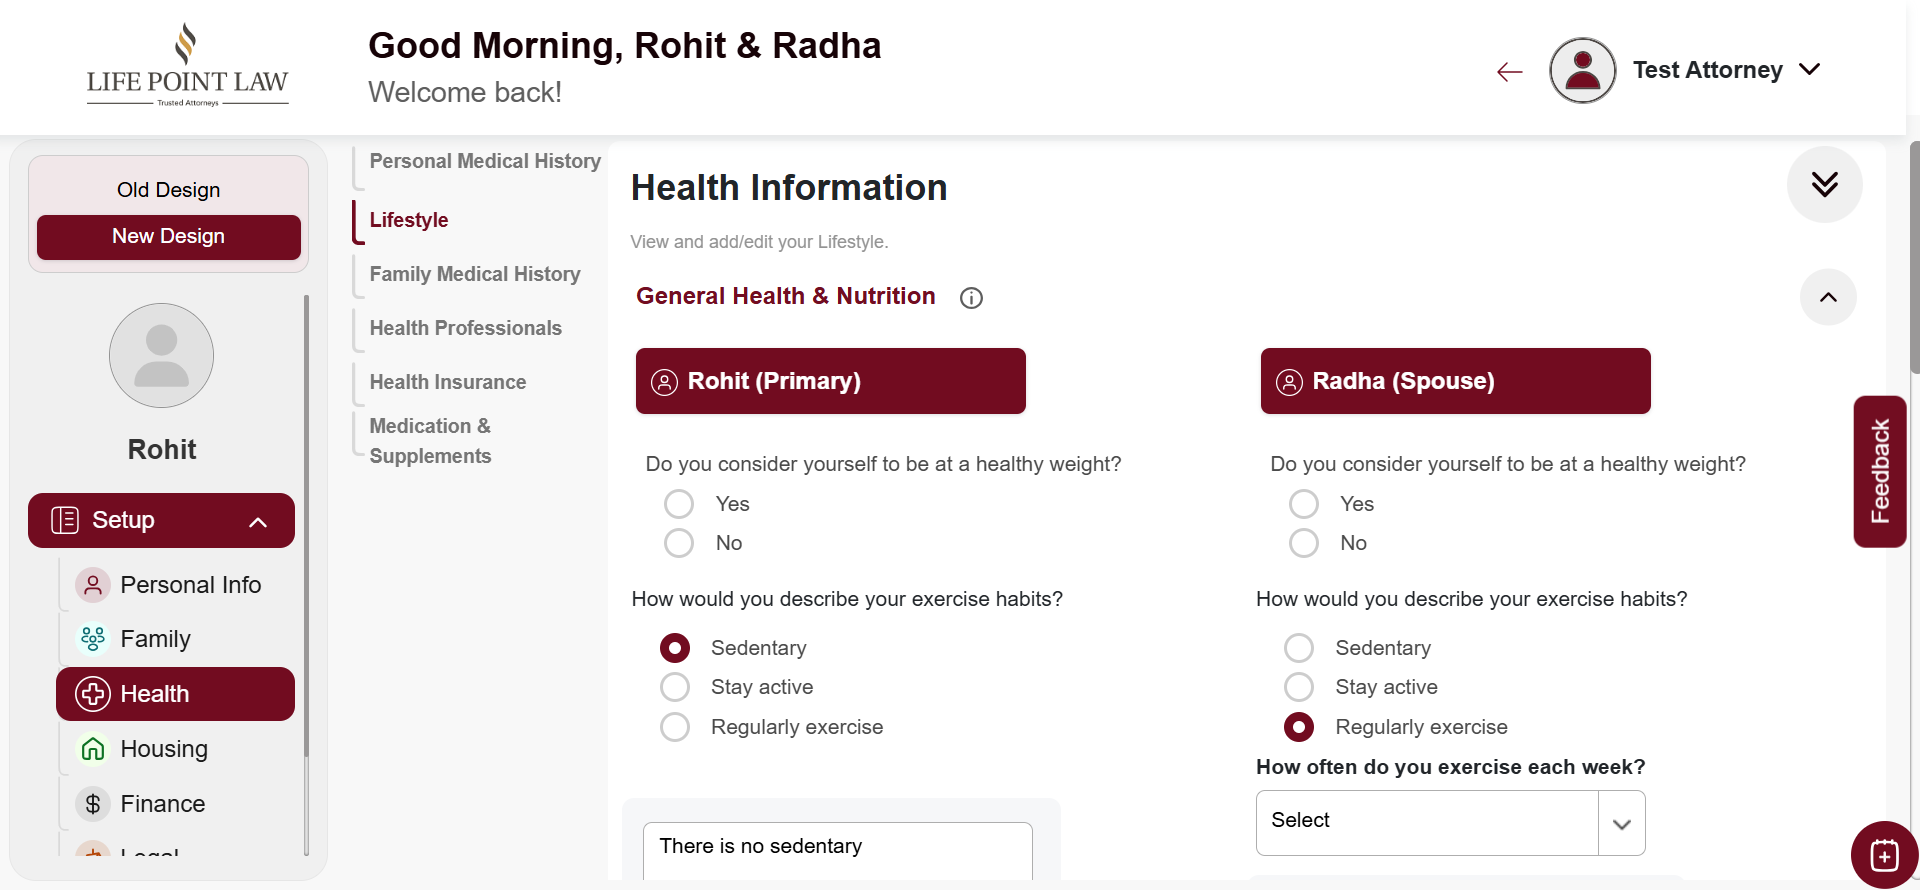 LIFE POINT LAW
Trusted Attorneys
Good Morning, Rohit & Radha
Welcome back!
Test Attorney
Old Design
New Design
Rohit
Setup
Personal Info
Family
Health
Housing
Finance
Legal
Personal Medical History
Lifestyle
Family Medical History
Health Professionals
Health Insurance
Medication &
Supplements
Health Information
View and add/edit your Lifestyle.
General Health & Nutrition
Rohit (Primary)
Do you consider yourself to be at a healthy weight?
Yes
No
How would you describe your exercise habits?
Sedentary
Stay active
Regularly exercise
There is no sedentary
Radha (Spouse)
Do you consider yourself to be at a healthy weight?
Yes
No
How would you describe your exercise habits?
Sedentary
Stay active
Regularly exercise
How often do you exercise each week?
Select
Feedback